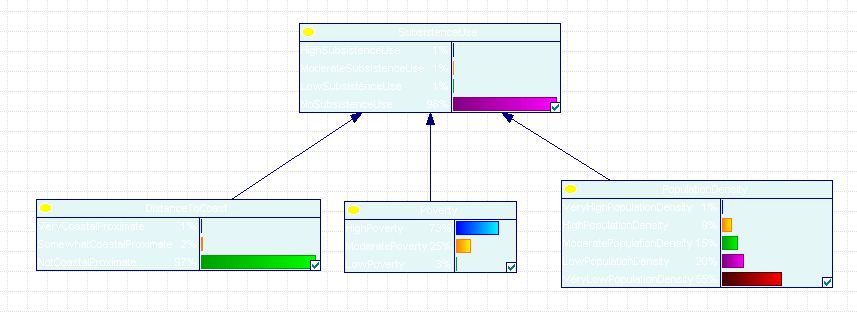 SubsistenceUse
HighSubsistenceUse 1%
ModerateSubsistenceUse 1%
LowSubsistenceUse 1%
NoSubsistenceUse 98%
DistanceToCoast
VeryCoastalProximate 1%
SomewhatCoastalProximate 2%
NotCoastalProximate 97%
Poverty
HighPoverty 73%
ModeratePoverty 25%
LowPoverty 3%
PopulationDensity
VeryHighPopulationDensity 1%
HighPopulationDensity 9%
ModeratePopulationDensity 15%
LowPopulationDensity 20%
VeryLowPopulationDensity 55%